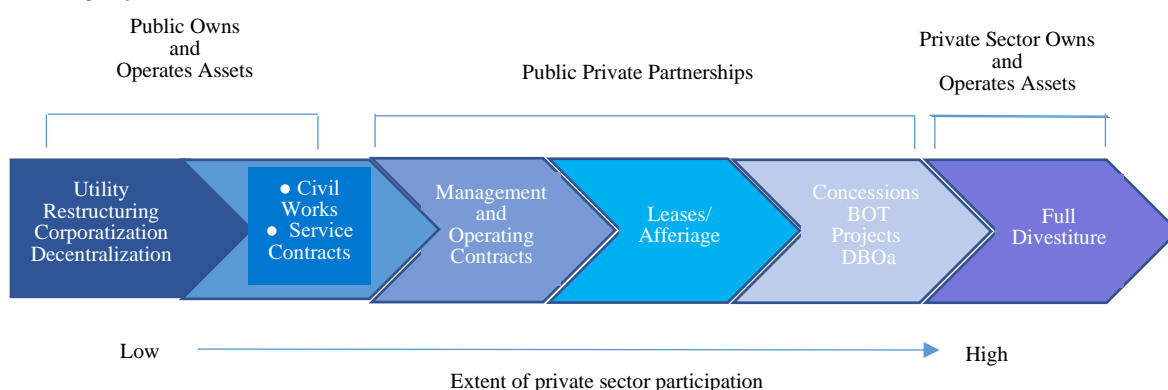 Public Owns
and
Operates Assets
Public Private Partnerships
Private Sector Owns
and
Operates Assets
Utility
Restructuring
Corporatization
Decentralization
● Civil
Works
● Service
Contracts
Management
and
Operating
Contracts
Leases/
Afferiage
Concessions
BOT
Projects
DBOa
Full
Divestiture
Low
High
Extent of private sector participation